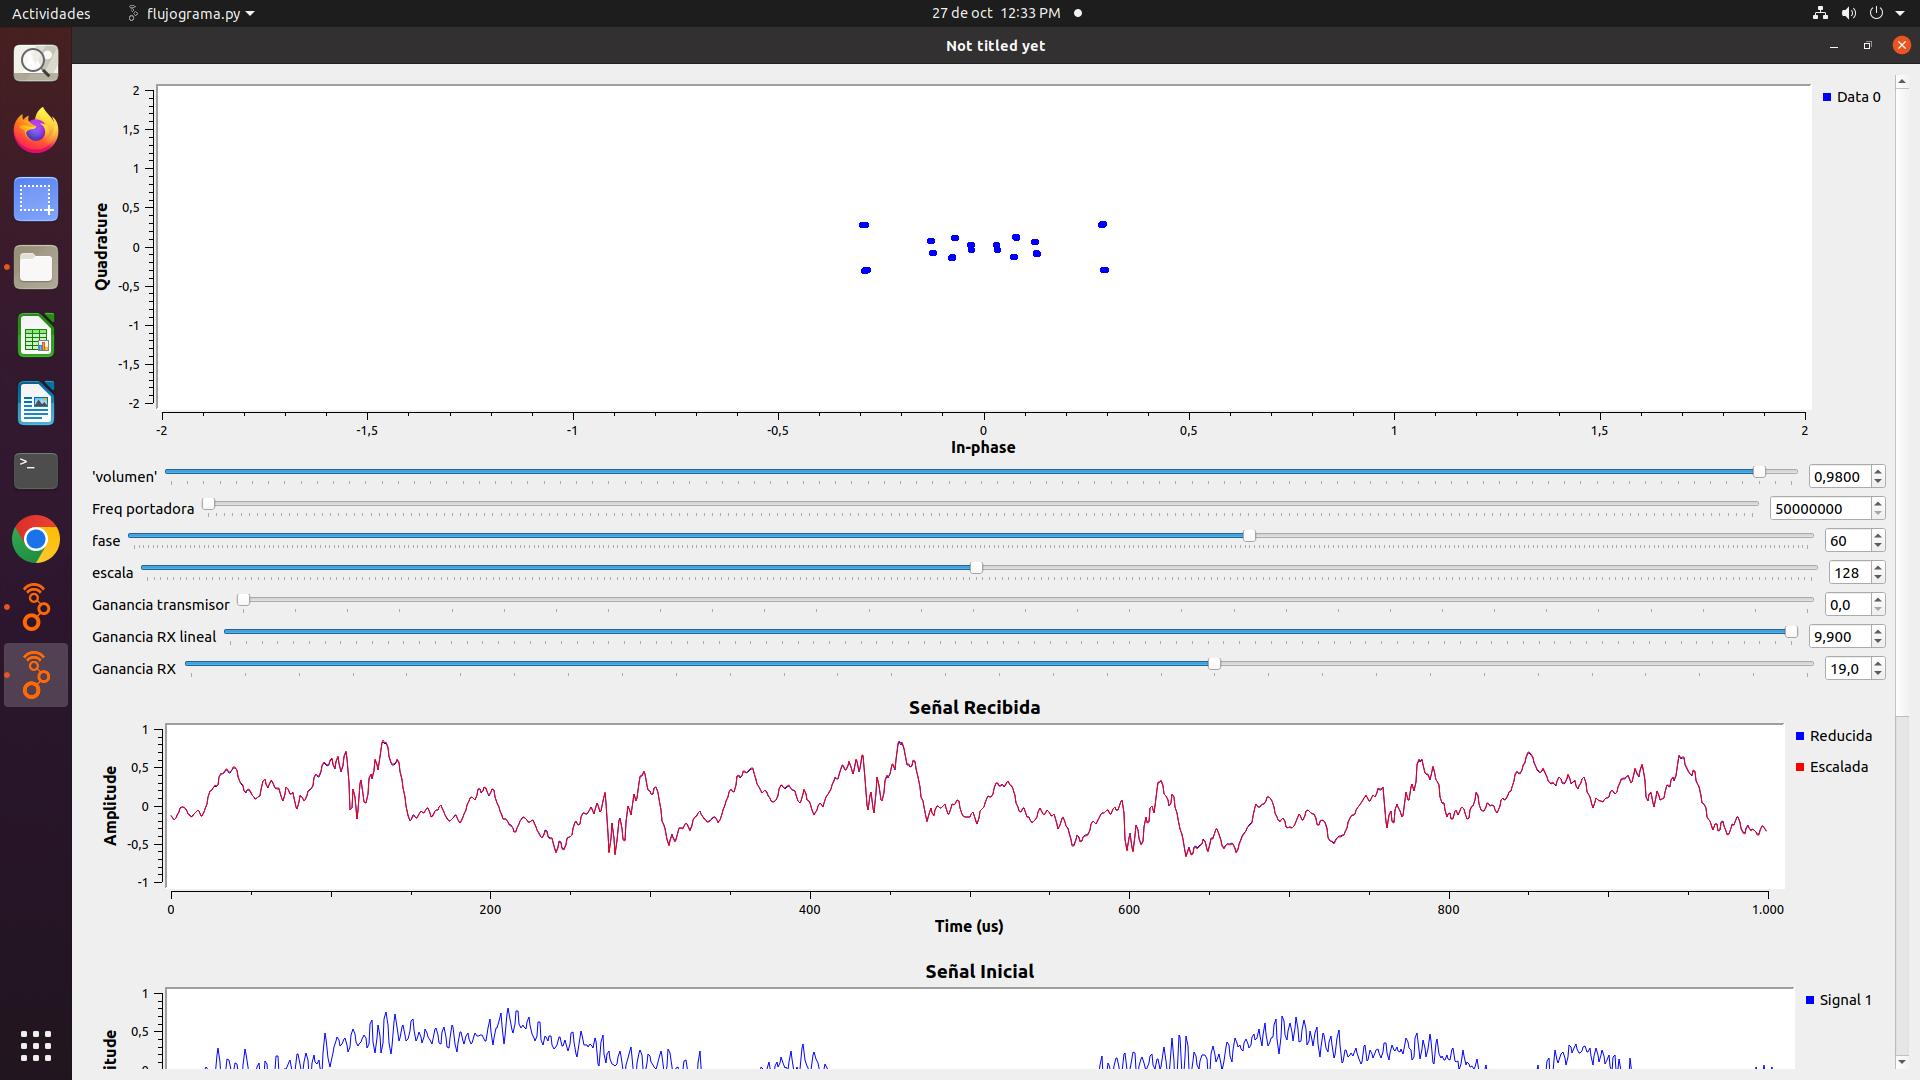 Actividades flujograma.py 27 de oct 12:33 PM
Not titled yet
Data 0
2
1,5
1
0,5
0
-0,5
-1
-1,5
-2
Quadrature
-2 -1,5 -1 -0,5 0 0,5 1 1,5 2
In-phase
'volumen' 0,9800
Freq portadora 50000000
fase 60
escala 128
Ganancia transmisor 0,0
Ganancia RX lineal 9,900
Ganancia RX 19,0
Señal Recibida
Reducida
Escalada
1
0,5
0
-0,5
-1
Amplitude
0 200 400 600 800 1.000
Time (us)
Señal Inicial
Signal 1
1
0,5
itude